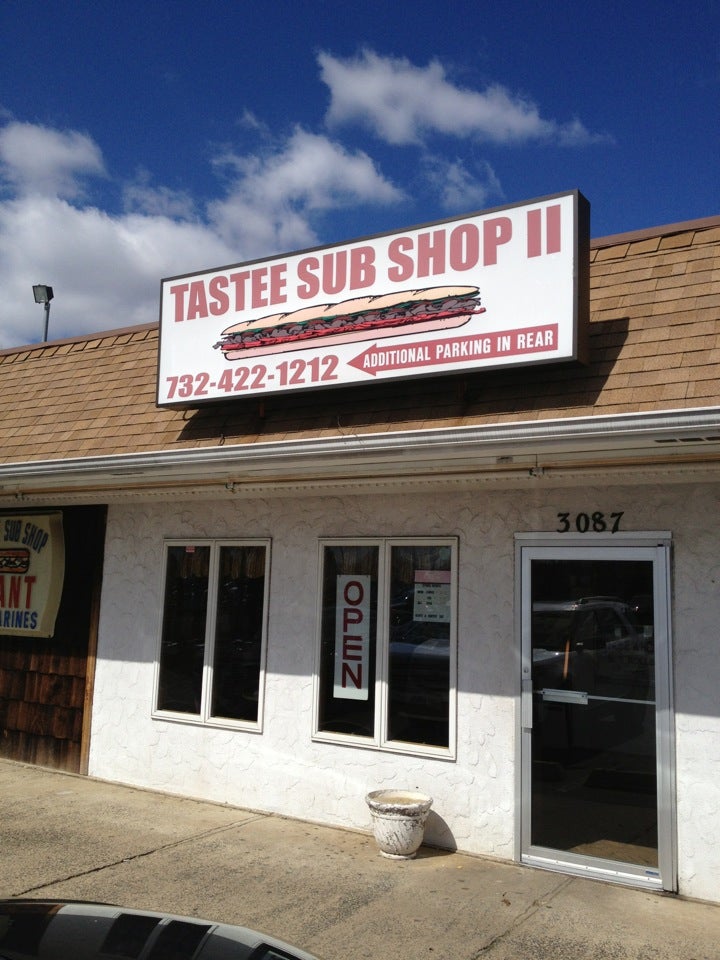 TASTEE SUB SHOP II
732-422-1212
ADDITIONAL PARKING IN REAR
3087
SUB SHOP
ANT
ARINES
OPEN